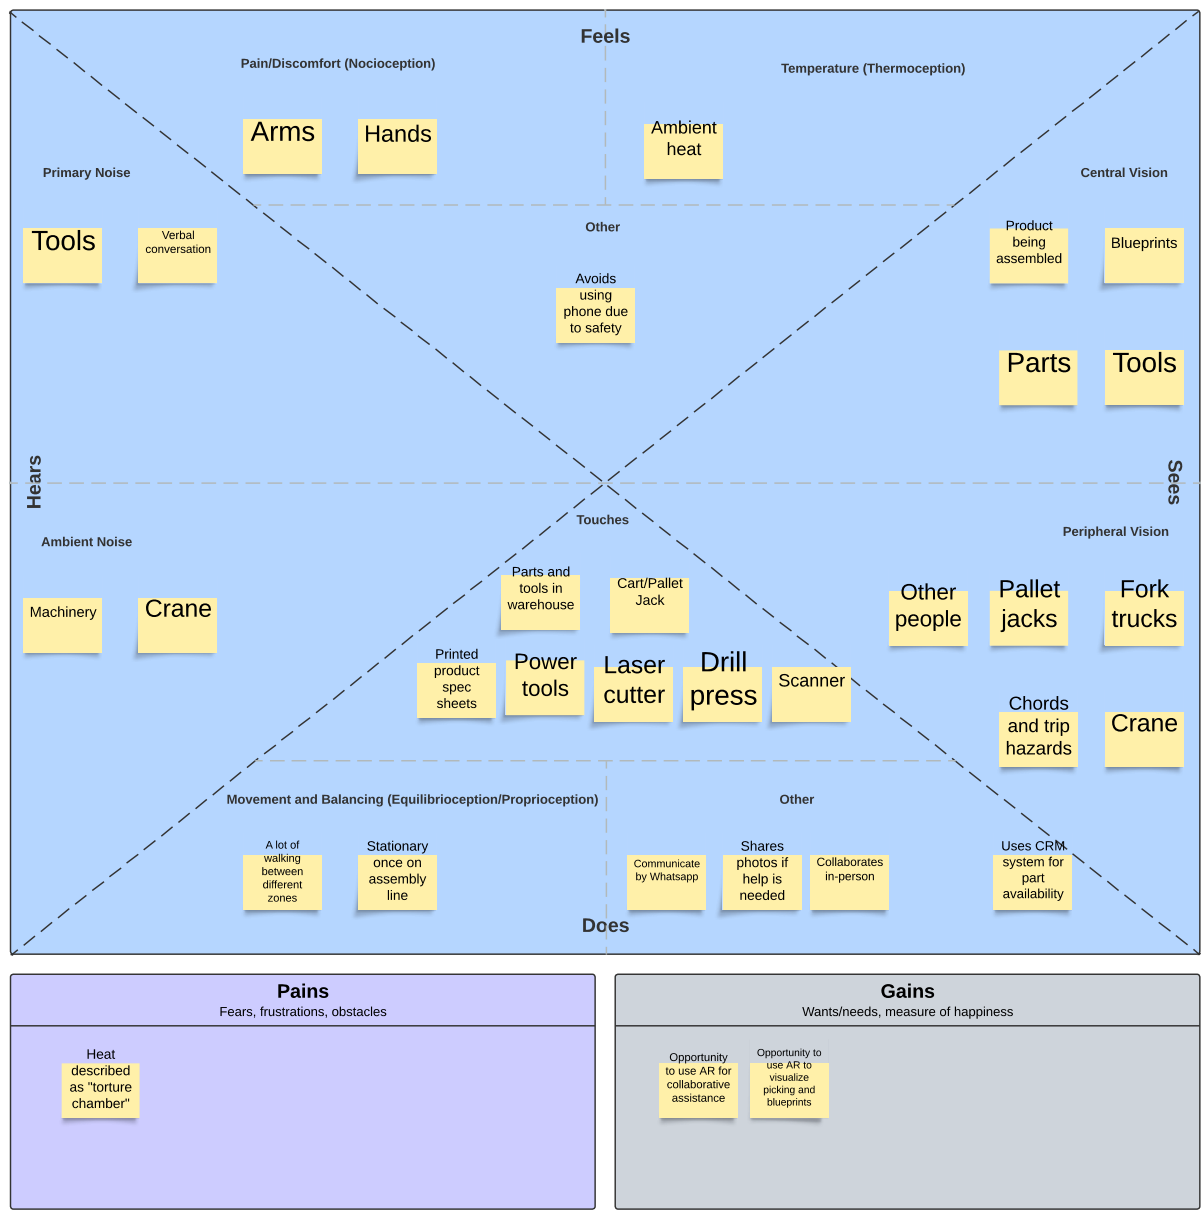 Feels
Pain/Discomfort (Nocioception)
Temperature (Thermoception)
Arms
Hands
Ambient
heat
Other
Avoids
using
phone due
to safety
Hears
Primary Noise
Tools
Verbal
conversation
Ambient Noise
Machinery
Crane
Sees
Central Vision
Product
being
assembled
Blueprints
Parts
Tools
Peripheral Vision
Other
people
Pallet
jacks
Fork
trucks
Chords
and trip
hazards
Crane
Touches
Parts and
tools in
warehouse
Cart/Pallet
Jack
Printed
product
spec
sheets
Power
tools
Laser
cutter
Drill
press
Scanner
Movement and Balancing (Equilibrioception/Proprioception)
A lot of
walking
between
different
zones
Stationary
once on
assembly
line
Other
Communicate
by Whatsapp
Shares
photos if
help is
needed
Collaborates
in-person
Uses CRM
system for
part
availability
Does
Pains
Fears, frustrations, obstacles
Heat
described
as "torture
chamber"
Gains
Wants/needs, measure of happiness
Opportunity
to use AR for
collaborative
assistance
Opportunity to
use AR to
visualize
picking and
blueprints